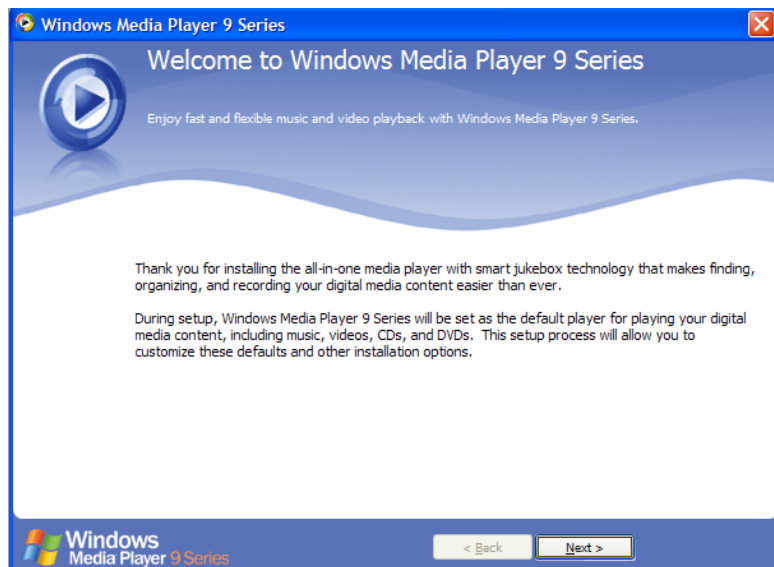 Windows Media Player 9 Series
Welcome to Windows Media Player 9 Series
Enjoy fast and flexible music and video playback with Windows Media Player 9 Series.
Thank you for installing the all-in-one media player with smart jukebox technology that makes finding,
organizing, and recording your digital media content easier than ever.
During setup, Windows Media Player 9 Series will be set as the default player for playing your digital
media content, including music, videos, CDs, and DVDs.  This setup process will allow you to
customize these defaults and other installation options.
Windows
Media Player 9 Series
< Back
Next >